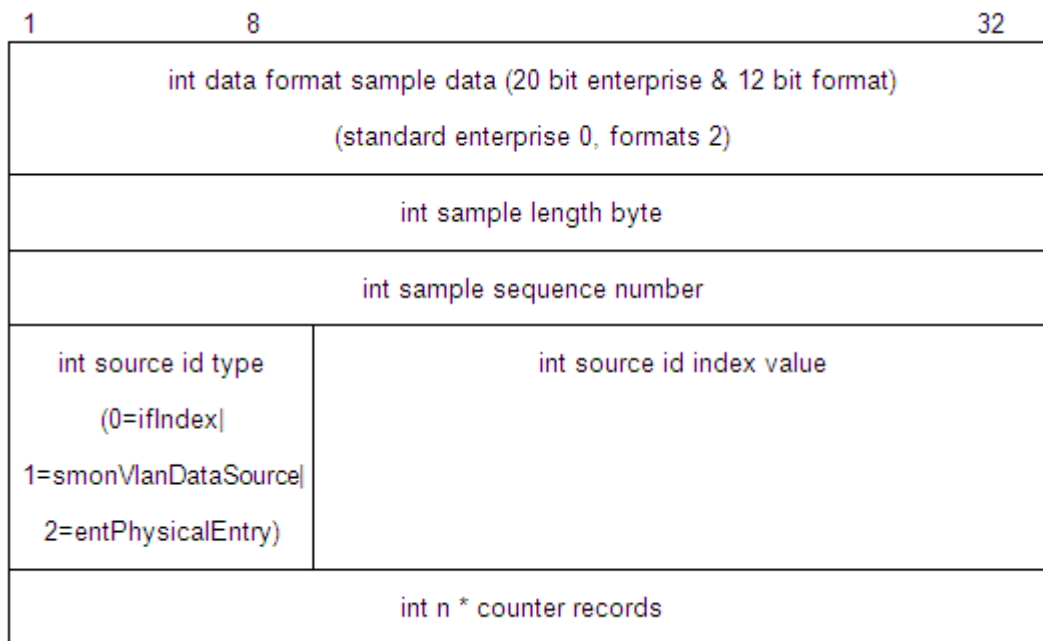 1 8 32
int data format sample data (20 bit enterprise & 12 bit format)
(standard enterprise 0, formats 2)
int sample length byte
int sample sequence number
int source id type
(0=ifIndex|
1=smonVlanDataSource|
2=entPhysicalEntry)
int source id index value
int n * counter records